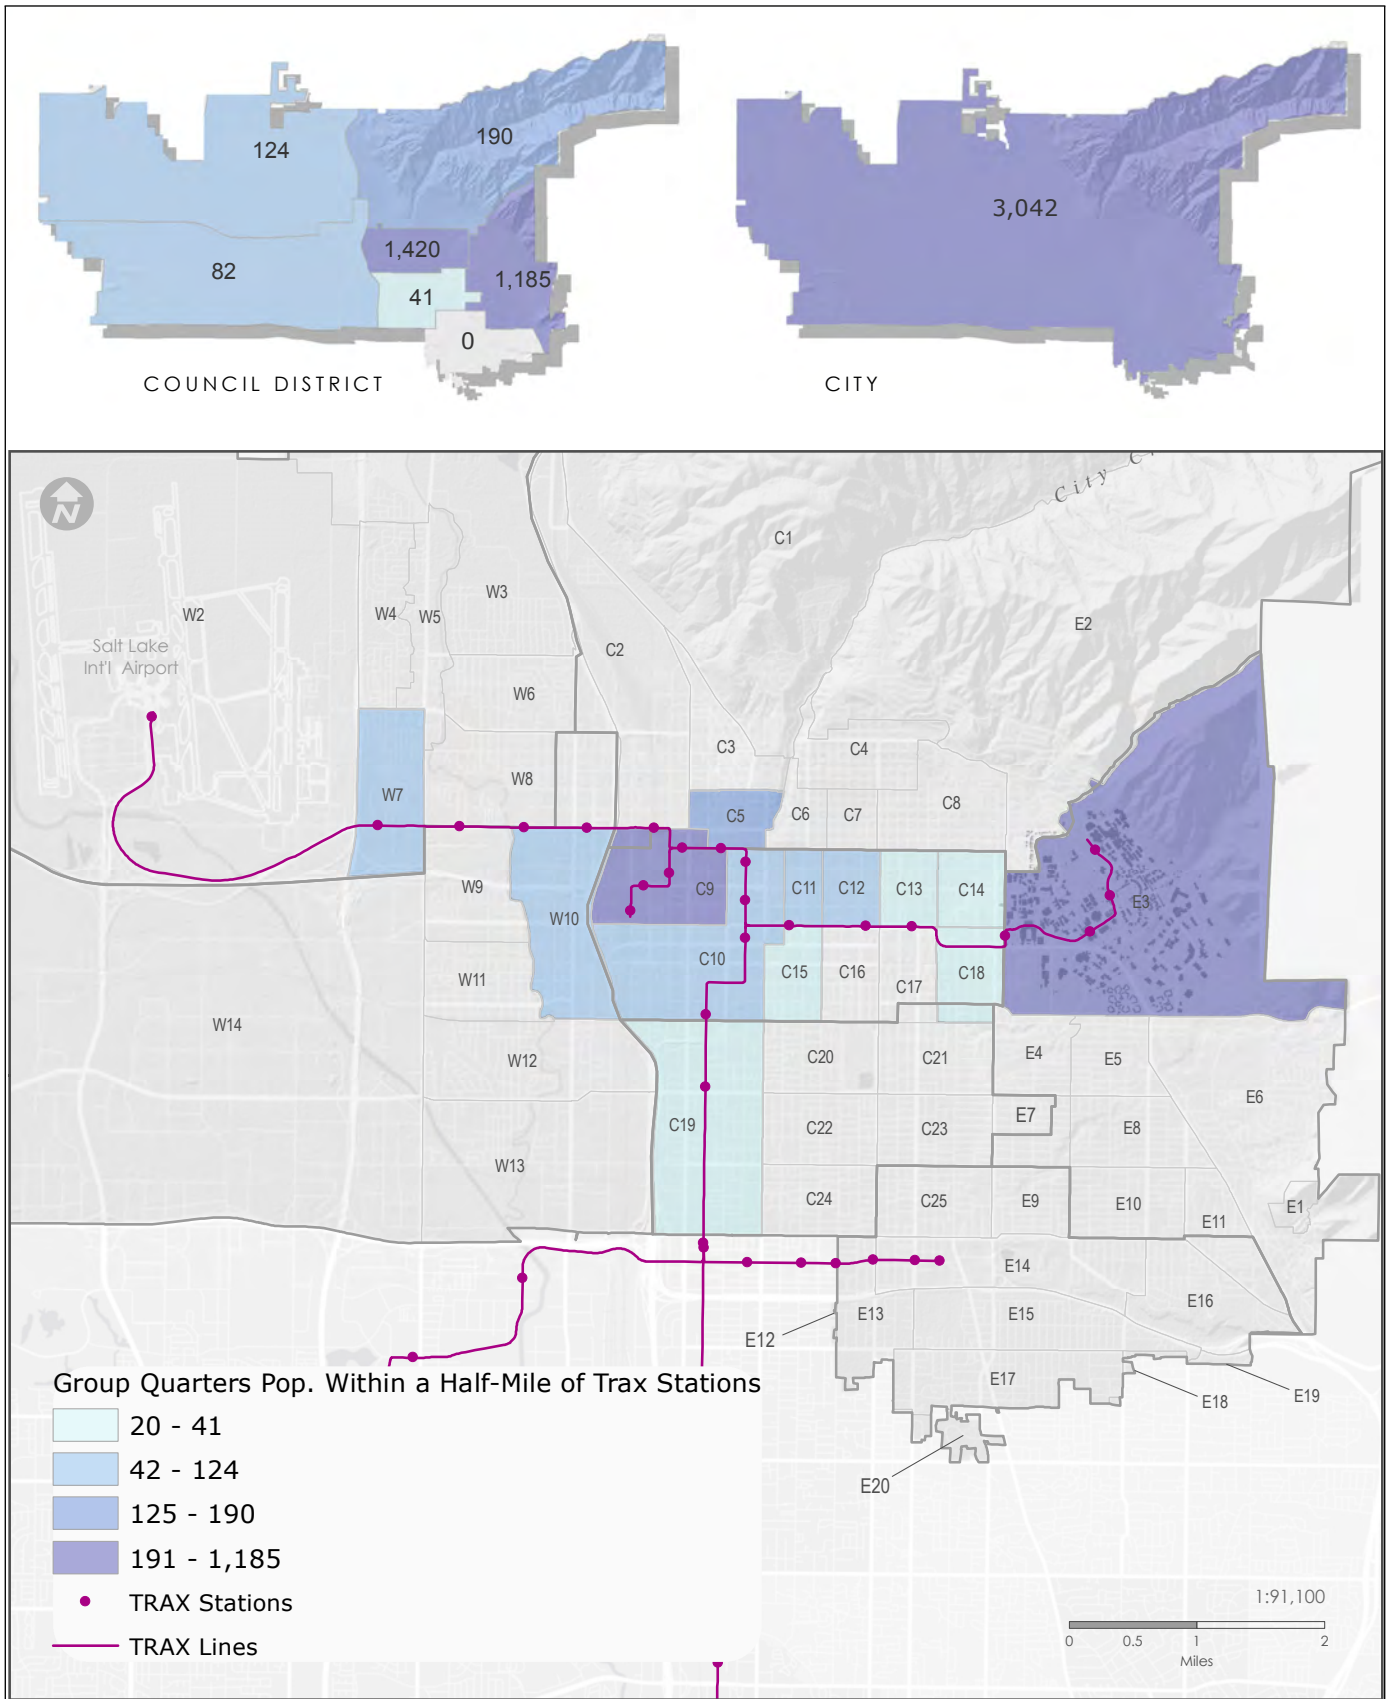 124
190
1,420
82
1,185
41
0
COUNCIL DISTRICT
3,042
CITY
N
City C
C1
W2
W3
W4
W5
E2
Salt Lake
Int'l Airport
C2
W6
C3
C4
W8
W7
C5
C6
C7
C8
W9
C9
C11
C12
C13
C14
E3
W10
C10
C15
C16
C17
C18
W11
W14
W12
C20
C21
E4
E5
E6
C19
C22
C23
E7
E8
W13
C24
C25
E9
E10
E11
E1
E14
E13
E15
E16
E12
E17
E18
E19
E20
Group Quarters Pop. Within a Half-Mile of Trax Stations
20 - 41
42 - 124
125 - 190
191 - 1,185
TRAX Stations
TRAX Lines
1:91,100
0 0.5 1 2
Miles